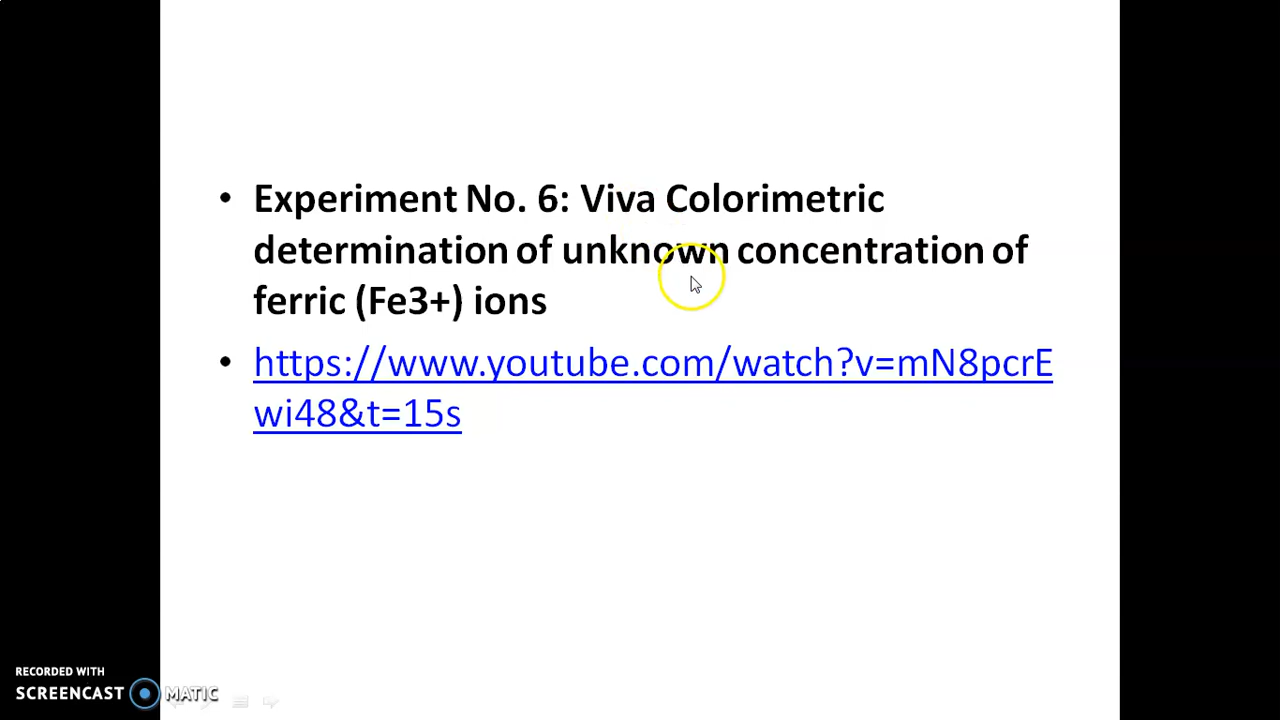 • Experiment No. 6: Viva Colorimetric
determination of unknown concentration of
ferric (Fe3+) ions
• https://www.youtube.com/watch?v=mN8pcrE
wi48&t=15s
RECORDED WITH
SCREENCAST MATIC